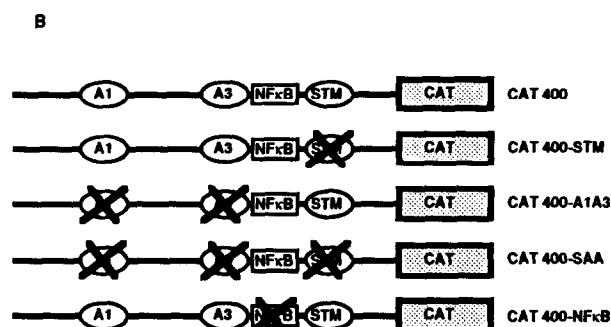 B
A1 A3 NFκB STM CAT CAT 400
A1 A3 NFκB CAT CAT 400-STM
NFκB STM CAT CAT 400-A1A3
NFκB CAT CAT 400-SAA
A1 A3 STM CAT CAT 400-NFκB